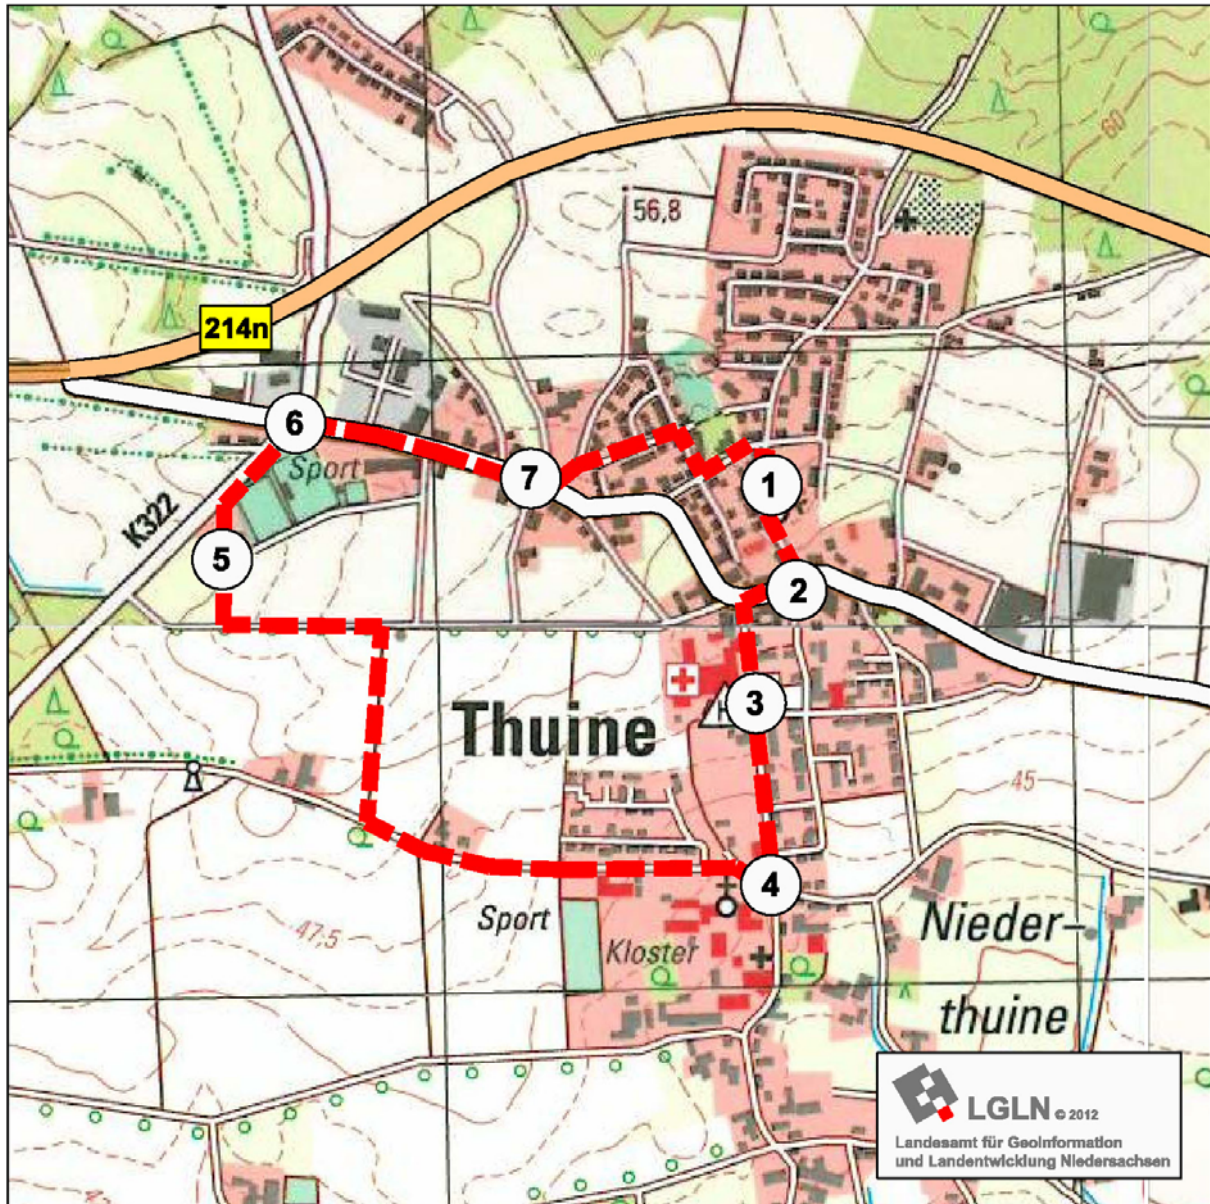 60
56,8
214n
6
Sport
7
1
K322
5
2
3
Thuine
45
4
Sport
47,5
Kloster
Nieder-
thuine
LGLN © 2012
Landesamt für Geoinformation
und Landentwicklung Niedersachsen